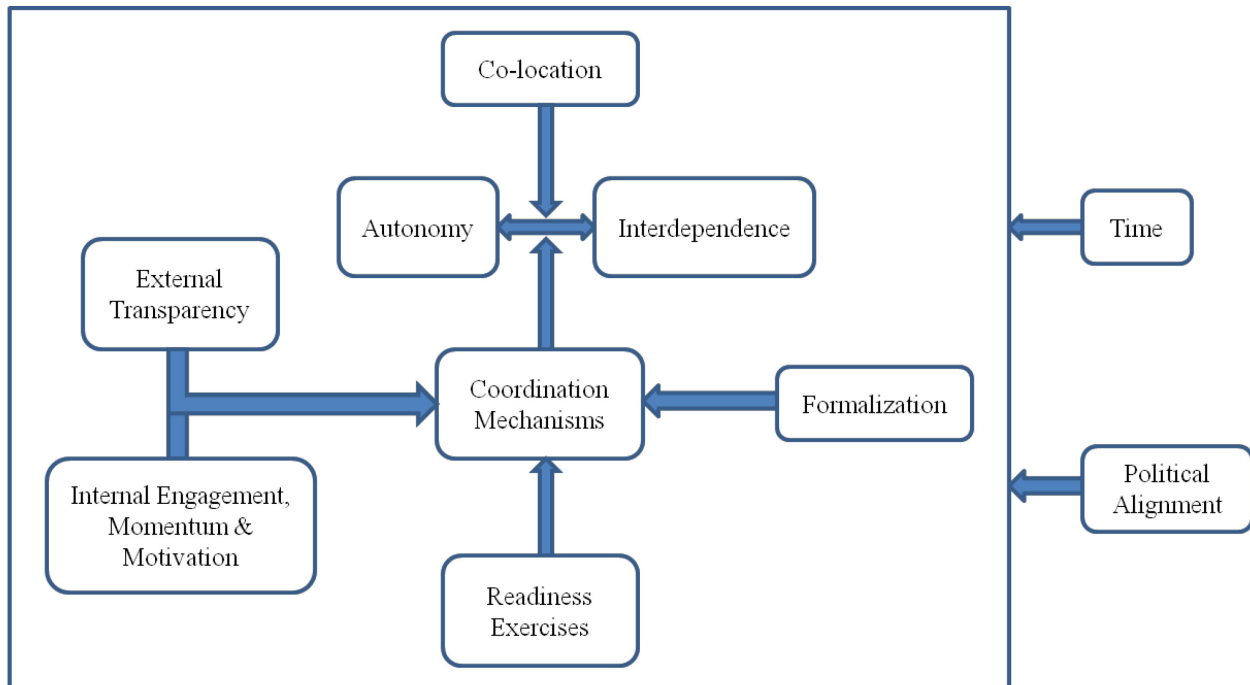 Co-location
Autonomy
Interdependence
Time
External
Transparency
Coordination
Mechanisms
Formalization
Internal Engagement,
Momentum &
Motivation
Political
Alignment
Readiness
Exercises